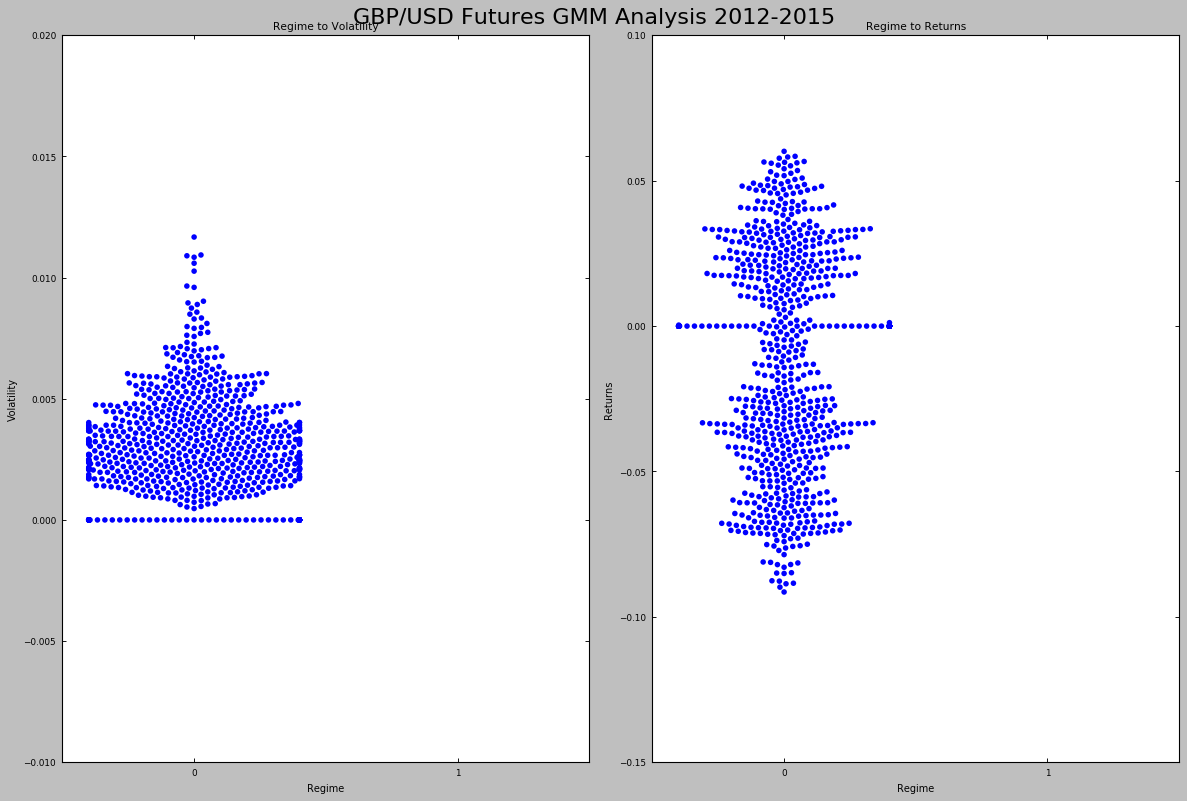 GBP/USD Futures GMM Analysis 2012-2015
Regime to Volatility
0.020
0.015
0.010
0.005
0.000
−0.005
−0.010
Volatility
0 1
Regime
Regime to Returns
0.10
0.05
0.00
−0.05
−0.10
−0.15
Returns
0 1
Regime